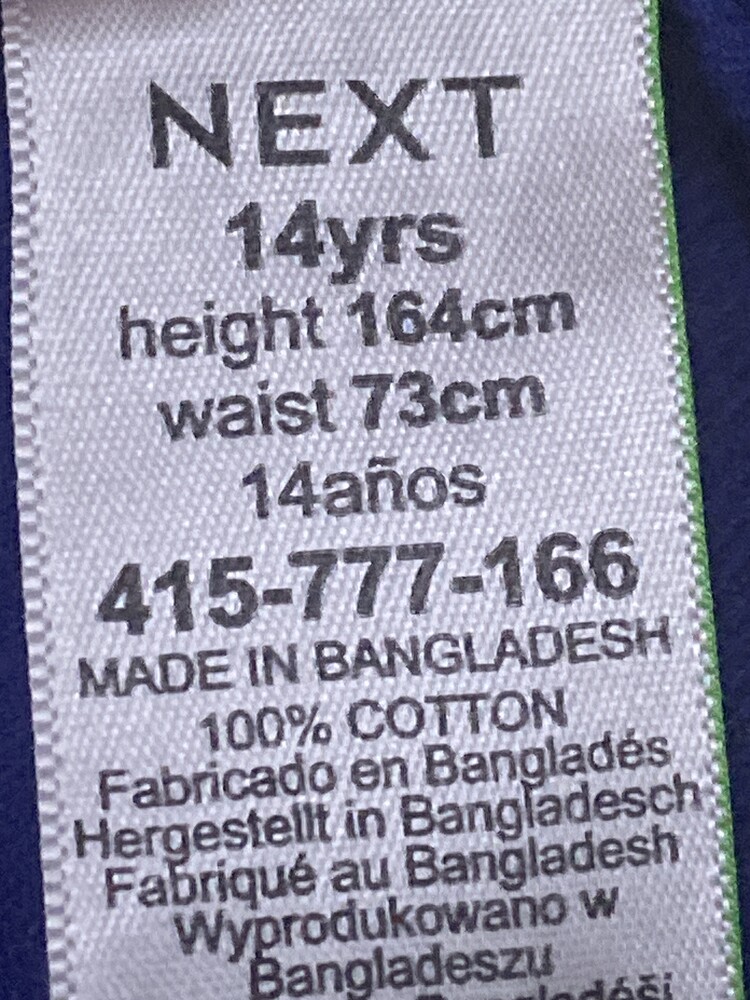 NEXT
14yrs
height 164cm
waist 73cm
14años
415-777-166
MADE IN BANGLADESH
100% COTTON
Fabricado en Bangladés
Hergestellt in Bangladesch
Fabriqué au Bangladesh
Wyprodukowano w
Bangladeszu